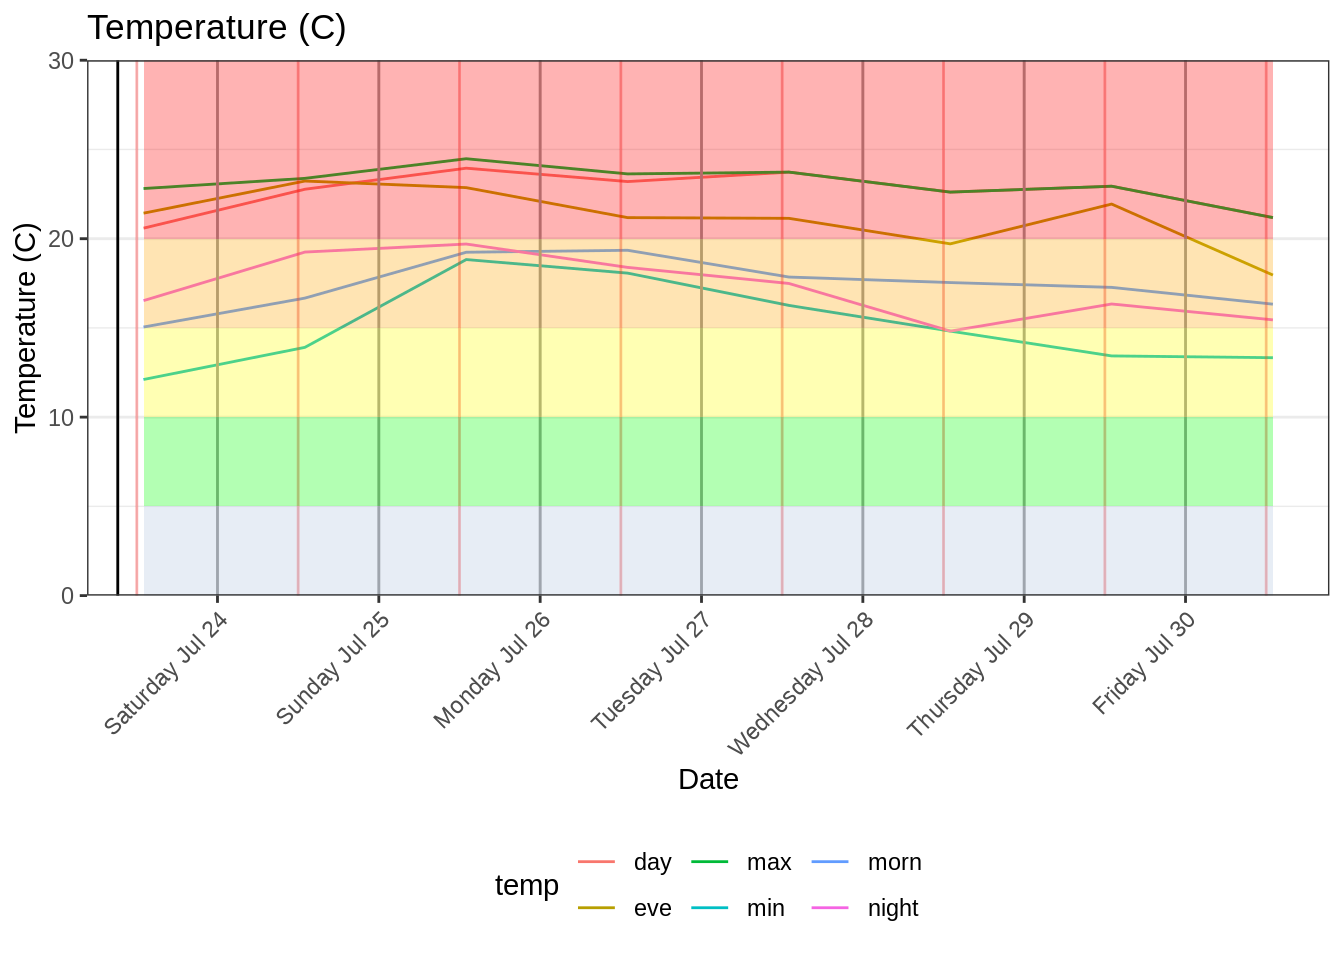 Temperature (C)
30
20
10
0
Temperature (C)
Saturday Jul 24
Sunday Jul 25
Monday Jul 26
Tuesday Jul 27
Wednesday Jul 28
Thursday Jul 29
Friday Jul 30
Date
temp
day max morn
eve min night